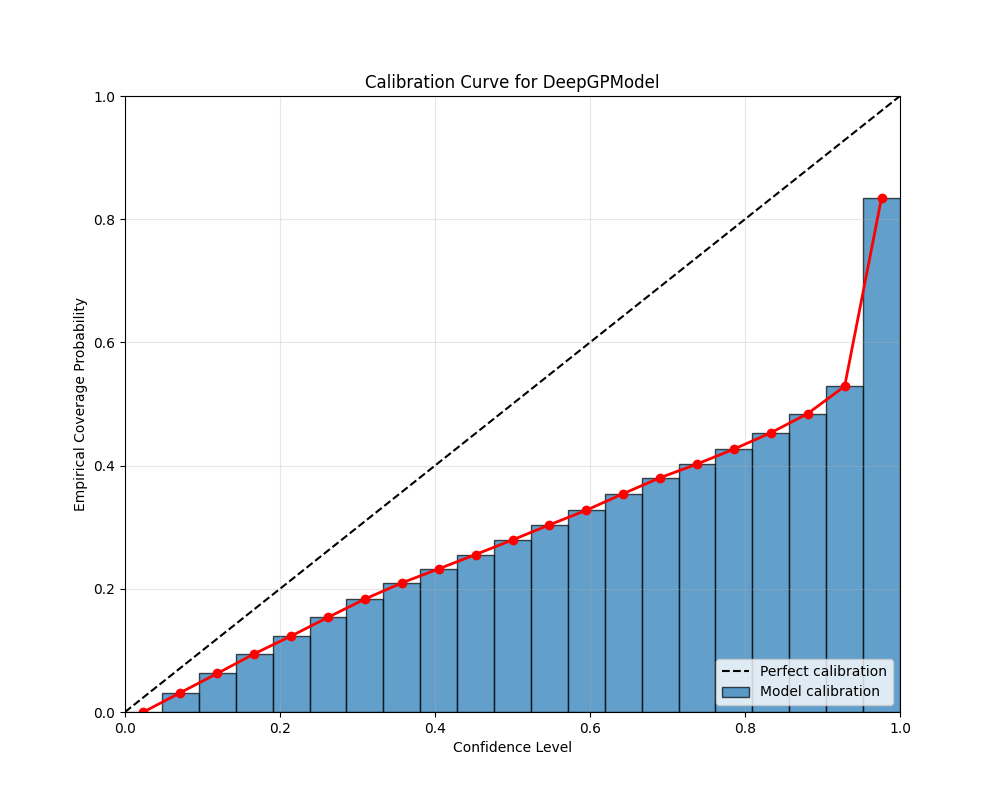 Calibration Curve for DeepGPModel
Empirical Coverage Probability
1.0
0.8
0.6
0.4
0.2
0.0
0.0 0.2 0.4 0.6 0.8 1.0
Confidence Level
Perfect calibration
Model calibration